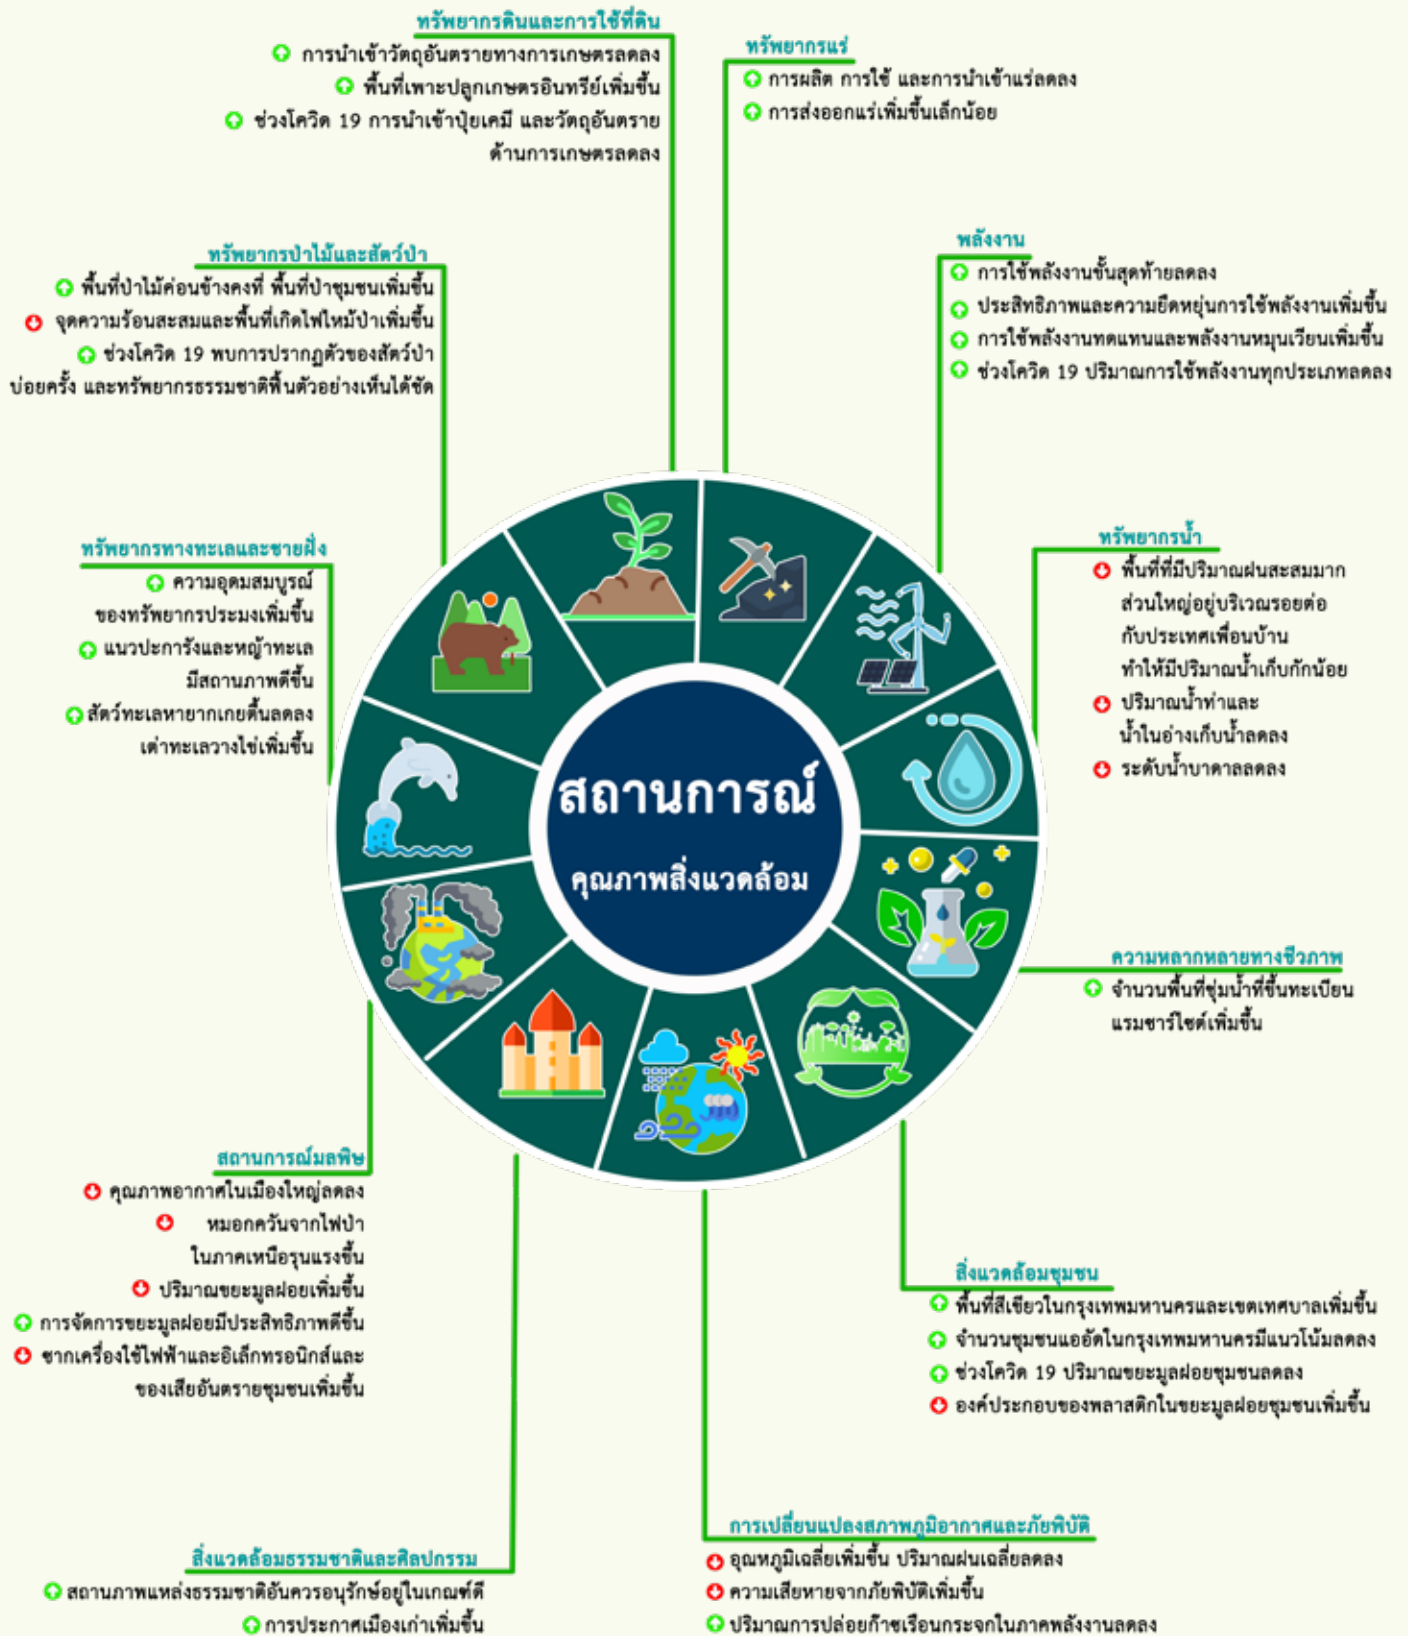 ทรัพยากรดินและการใช้ที่ดิน
การนำเข้าวัตถุอันตรายทางการเกษตรลดลง
พื้นที่เพาะปลูกเกษตรอินทรีย์เพิ่มขึ้น
ช่วงโควิด 19 การนำเข้าปุ๋ยเคมี และวัตถุอันตราย
ด้านการเกษตรลดลง
ทรัพยากรแร่
การผลิต การใช้ และการนำเข้าแร่ลดลง
การส่งออกแร่เพิ่มขึ้นเล็กน้อย
ทรัพยากรป่าไม้และสัตว์ป่า
พื้นที่ป่าไม้ค่อนข้างคงที่ พื้นที่ป่าชุมชนเพิ่มขึ้น
จุดความร้อนสะสมและพื้นที่เกิดไฟไหม้ป่าเพิ่มขึ้น
ช่วงโควิด 19 พบการปรากฏตัวของสัตว์ป่า
บ่อยครั้ง และทรัพยากรธรรมชาติฟื้นตัวอย่างเห็นได้ชัด
พลังงาน
การใช้พลังงานขั้นสุดท้ายลดลง
ประสิทธิภาพและความยืดหยุ่นการใช้พลังงานเพิ่มขึ้น
การใช้พลังงานทดแทนและพลังงานหมุนเวียนเพิ่มขึ้น
ช่วงโควิด 19 ปริมาณการใช้พลังงานทุกประเภทลดลง
ทรัพยากรทางทะเลและชายฝั่ง
ความอุดมสมบูรณ์
ของทรัพยากรประมงเพิ่มขึ้น
แนวปะการังและหญ้าทะเล
มีสถานภาพดีขึ้น
สัตว์ทะเลหายากเกยตื้นลดลง
เต่าทะเลวางไข่เพิ่มขึ้น
ทรัพยากรน้ำ
พื้นที่ที่มีปริมาณฝนสะสมมาก
ส่วนใหญ่อยู่บริเวณรอยต่อ
กับประเทศเพื่อนบ้าน
ทำให้มีปริมาณน้ำเก็บกักน้อย
ปริมาณน้ำท่าและ
น้ำในอ่างเก็บน้ำลดลง
ระดับน้ำบาดาลลดลง
สถานการณ์
คุณภาพสิ่งแวดล้อม
ความหลากหลายทางชีวภาพ
จำนวนพื้นที่ชุ่มน้ำที่ขึ้นทะเบียน
แรมซาร์ไซต์เพิ่มขึ้น
สถานการณ์มลพิษ
คุณภาพอากาศในเมืองใหญ่ลดลง
หมอกควันจากไฟป่า
ในภาคเหนือรุนแรงขึ้น
ปริมาณขยะมูลฝอยเพิ่มขึ้น
การจัดการขยะมูลฝอยมีประสิทธิภาพดีขึ้น
ซากเครื่องใช้ไฟฟ้าและอิเล็กทรอนิกส์และ
ของเสียอันตรายชุมชนเพิ่มขึ้น
สิ่งแวดล้อมชุมชน
พื้นที่สีเขียวในกรุงเทพมหานครและเขตเทศบาลเพิ่มขึ้น
จำนวนชุมชนแออัดในกรุงเทพมหานครมีแนวโน้มลดลง
ช่วงโควิด 19 ปริมาณขยะมูลฝอยชุมชนลดลง
องค์ประกอบของพลาสติกในขยะมูลฝอยชุมชนเพิ่มขึ้น
สิ่งแวดล้อมธรรมชาติและศิลปกรรม
สถานภาพแหล่งธรรมชาติอันควรอนุรักษ์อยู่ในเกณฑ์ดี
การประกาศเมืองเก่าเพิ่มขึ้น
การเปลี่ยนแปลงสภาพภูมิอากาศและภัยพิบัติ
อุณหภูมิเฉลี่ยเพิ่มขึ้น ปริมาณฝนเฉลี่ยลดลง
ความเสียหายจากภัยพิบัติเพิ่มขึ้น
ปริมาณการปล่อยก๊าซเรือนกระจกในภาคพลังงานลดลง